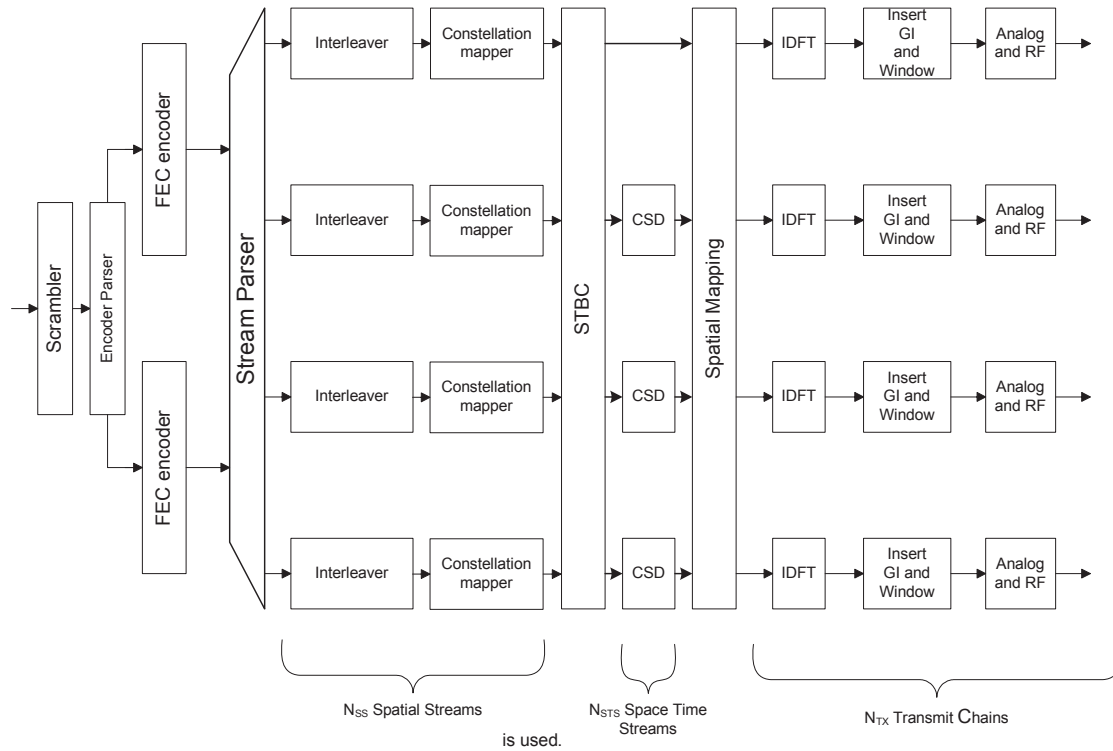 Scrambler
Encoder Parser
FEC encoder
FEC encoder
Stream Parser
Interleaver
Constellation
mapper
STBC
Spatial Mapping
IDFT
Insert
GI
and
Window
Analog
and RF
Interleaver
Constellation
mapper
CSD
IDFT
Insert
GI and
Window
Analog
and RF
Interleaver
Constellation
mapper
CSD
IDFT
Insert
GI and
Window
Analog
and RF
Interleaver
Constellation
mapper
CSD
IDFT
Insert
GI and
Window
Analog
and RF
NSS Spatial Streams
NSTS Space Time
Streams
NTX Transmit Chains
is used.